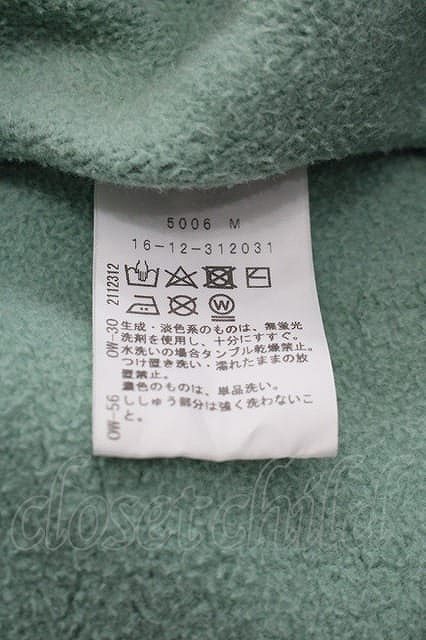 5006 M
16-12-312031
生成・淡色系のものは、無蛍光
洗剤を使用し、十分にすすぐ。
水洗いの場合タンブル乾燥禁止。
つけ置き洗い・濡れたままの放
置禁止。
濃色のものは、単品洗い。
ししゅう部分は強く洗わないこ
と。
OW-56 OW-30 2112312
closet child